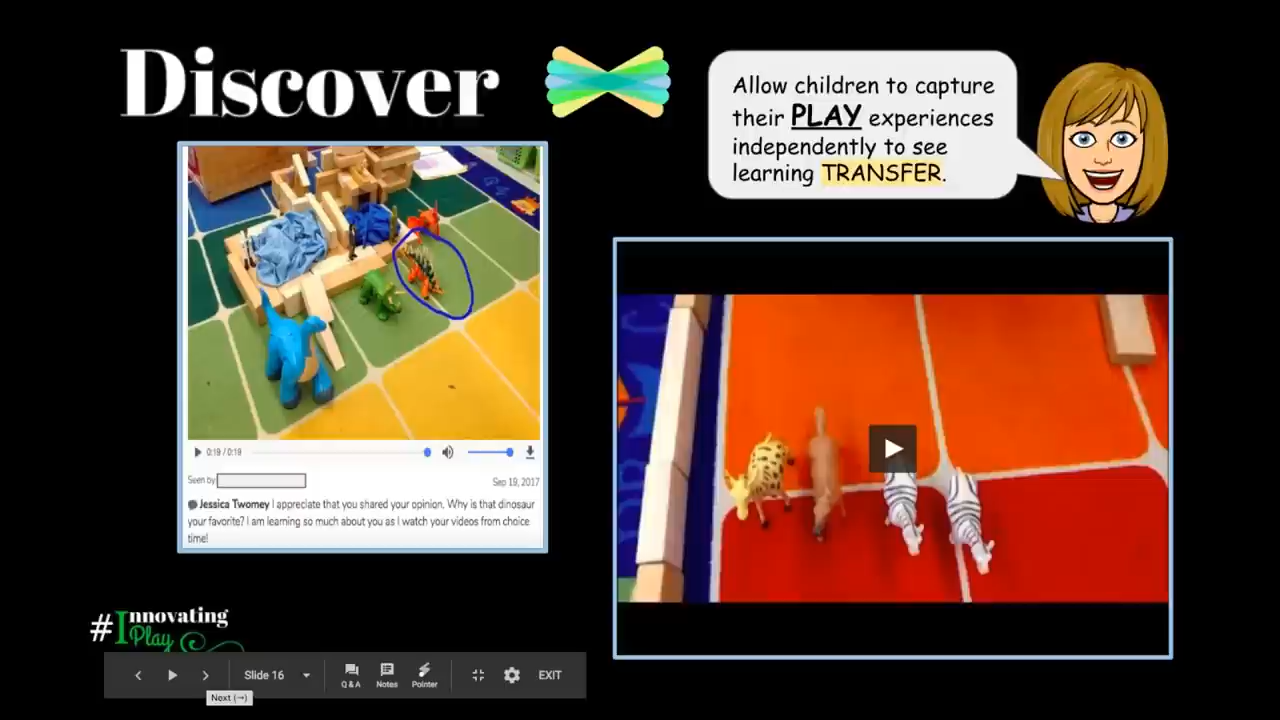 Discover
Allow children to capture
their PLAY experiences
independently to see
learning TRANSFER.
0:19 / 0:19
Seen by
Sep 19, 2017
Jessica Twomey I appreciate that you shared your opinion. Why is that dinosaur
your favorite? I am learning so much about you as I watch your videos from choice
time!
#Innovating
Play
Slide 16
Q & A
Notes
Pointer
EXIT
Next (→)